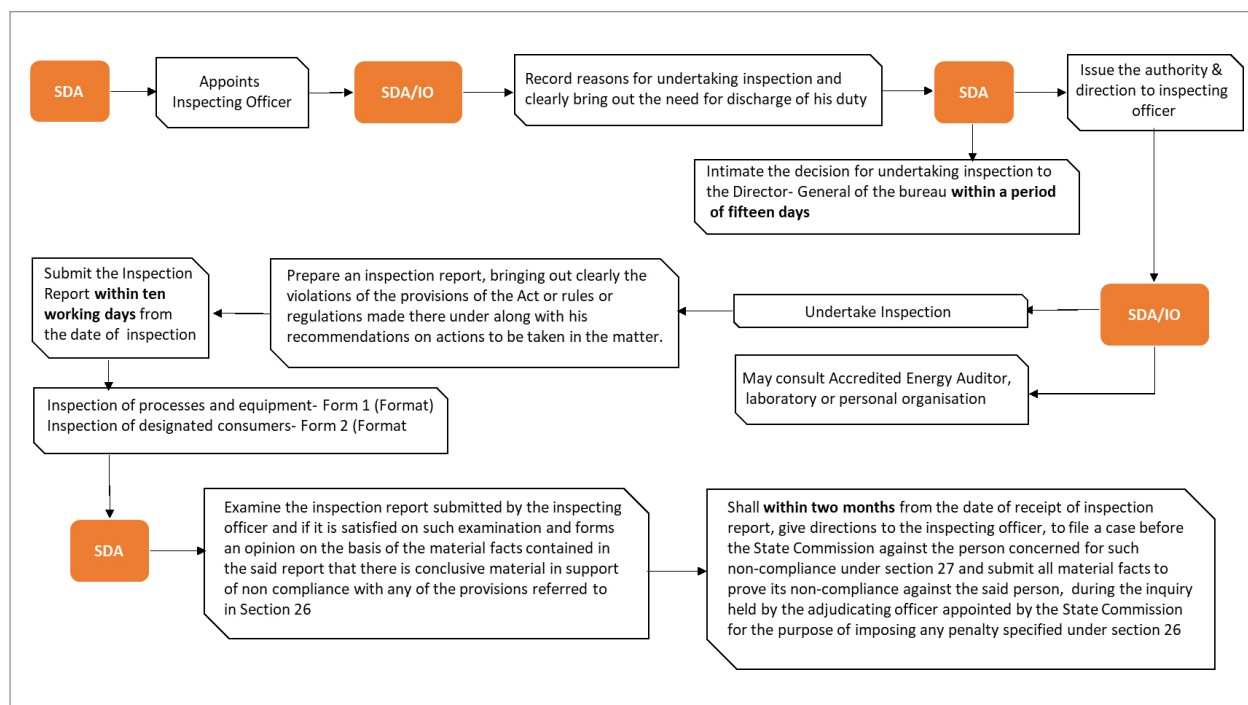 SDA
Appoints
Inspecting Officer
SDA/IO
Record reasons for undertaking inspection and
clearly bring out the need for discharge of his duty
SDA
Issue the authority &
direction to inspecting
officer
Intimate the decision for undertaking inspection to
the Director- General of the bureau within a period
of fifteen days
SDA/IO
Undertake Inspection
May consult Accredited Energy Auditor,
laboratory or personal organisation
Prepare an inspection report, bringing out clearly the
violations of the provisions of the Act or rules or
regulations made there under along with his
recommendations on actions to be taken in the matter.
Submit the Inspection
Report within ten
working days from
the date of inspection
Inspection of processes and equipment- Form 1 (Format)
Inspection of designated consumers- Form 2 (Format
SDA
Examine the inspection report submitted by the inspecting
officer and if it is satisfied on such examination and forms
an opinion on the basis of the material facts contained in
the said report that there is conclusive material in support
of non compliance with any of the provisions referred to
in Section 26
Shall within two months from the date of receipt of inspection
report, give directions to the inspecting officer, to file a case before
the State Commission against the person concerned for such
non-compliance under section 27 and submit all material facts to
prove its non-compliance against the said person, during the inquiry
held by the adjudicating officer appointed by the State Commission
for the purpose of imposing any penalty specified under section 26